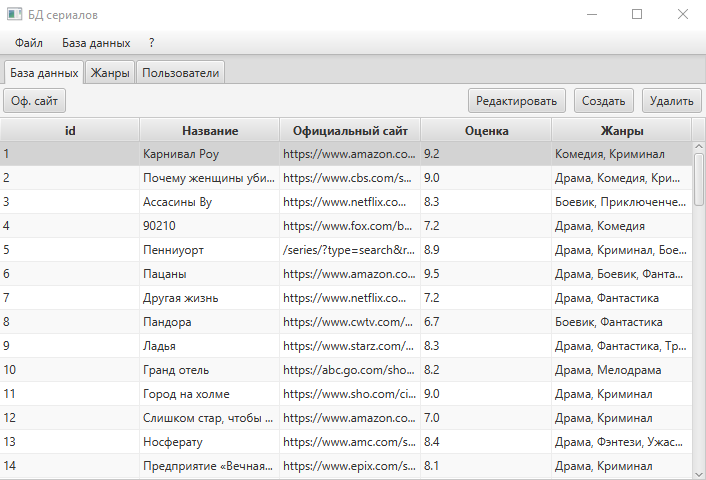 БД сериалов
Файл База данных ?
База данных Жанры Пользователи
Оф. сайт Редактировать Создать Удалить
id Название Официальный сайт Оценка Жанры
1 Карнивал Роу https://www.amazon.co... 9.2 Комедия, Криминал
2 Почему женщины уби... https://www.cbs.com/s... 9.0 Драма, Комедия, Кри...
3 Ассасины Ву https://www.netflix.co... 8.3 Боевик, Приключенче...
4 90210 https://www.fox.com/b... 7.2 Драма, Комедия
5 Пенниуорт /series/?type=search&r... 8.9 Драма, Криминал, Бое...
6 Пацаны https://www.amazon.co... 9.5 Драма, Боевик, Фанта...
7 Другая жизнь https://www.netflix.co... 7.2 Драма, Фантастика
8 Пандора https://www.cwtv.com/... 6.7 Боевик, Фантастика
9 Ладья https://www.starz.com/... 8.3 Драма, Фантастика, Тр...
10 Гранд отель https://abc.go.com/sho... 8.2 Драма, Мелодрама
11 Город на холме https://www.sho.com/ci... 9.0 Драма, Криминал
12 Слишком стар, чтобы ... https://www.amazon.co... 7.0 Драма, Криминал
13 Носферату https://www.amc.com/s... 8.4 Драма, Фэнтези, Ужас...
14 Предприятие «Вечная... https://www.epix.com/s... 8.1 Драма, Криминал